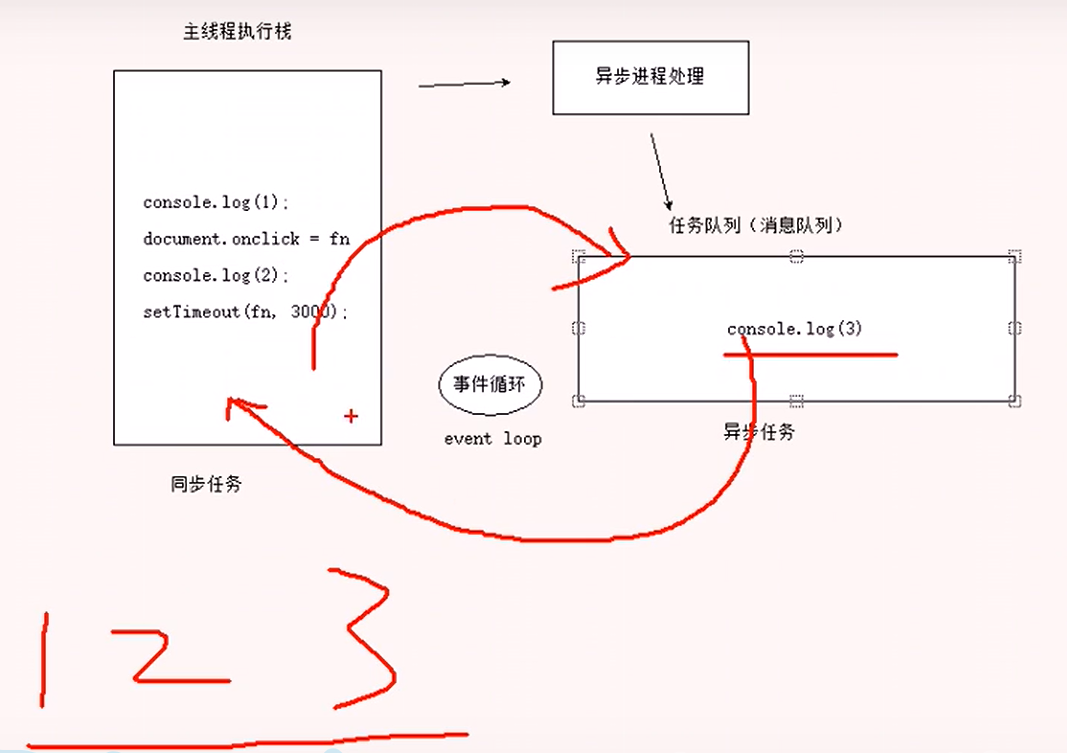 主线程执行栈
异步进程处理
console.log(1);
document.onclick = fn
console.log(2);
setTimeout(fn, 3000);
任务队列（消息队列）
console.log(3)
事件循环
event loop
异步任务
同步任务
1 2 3